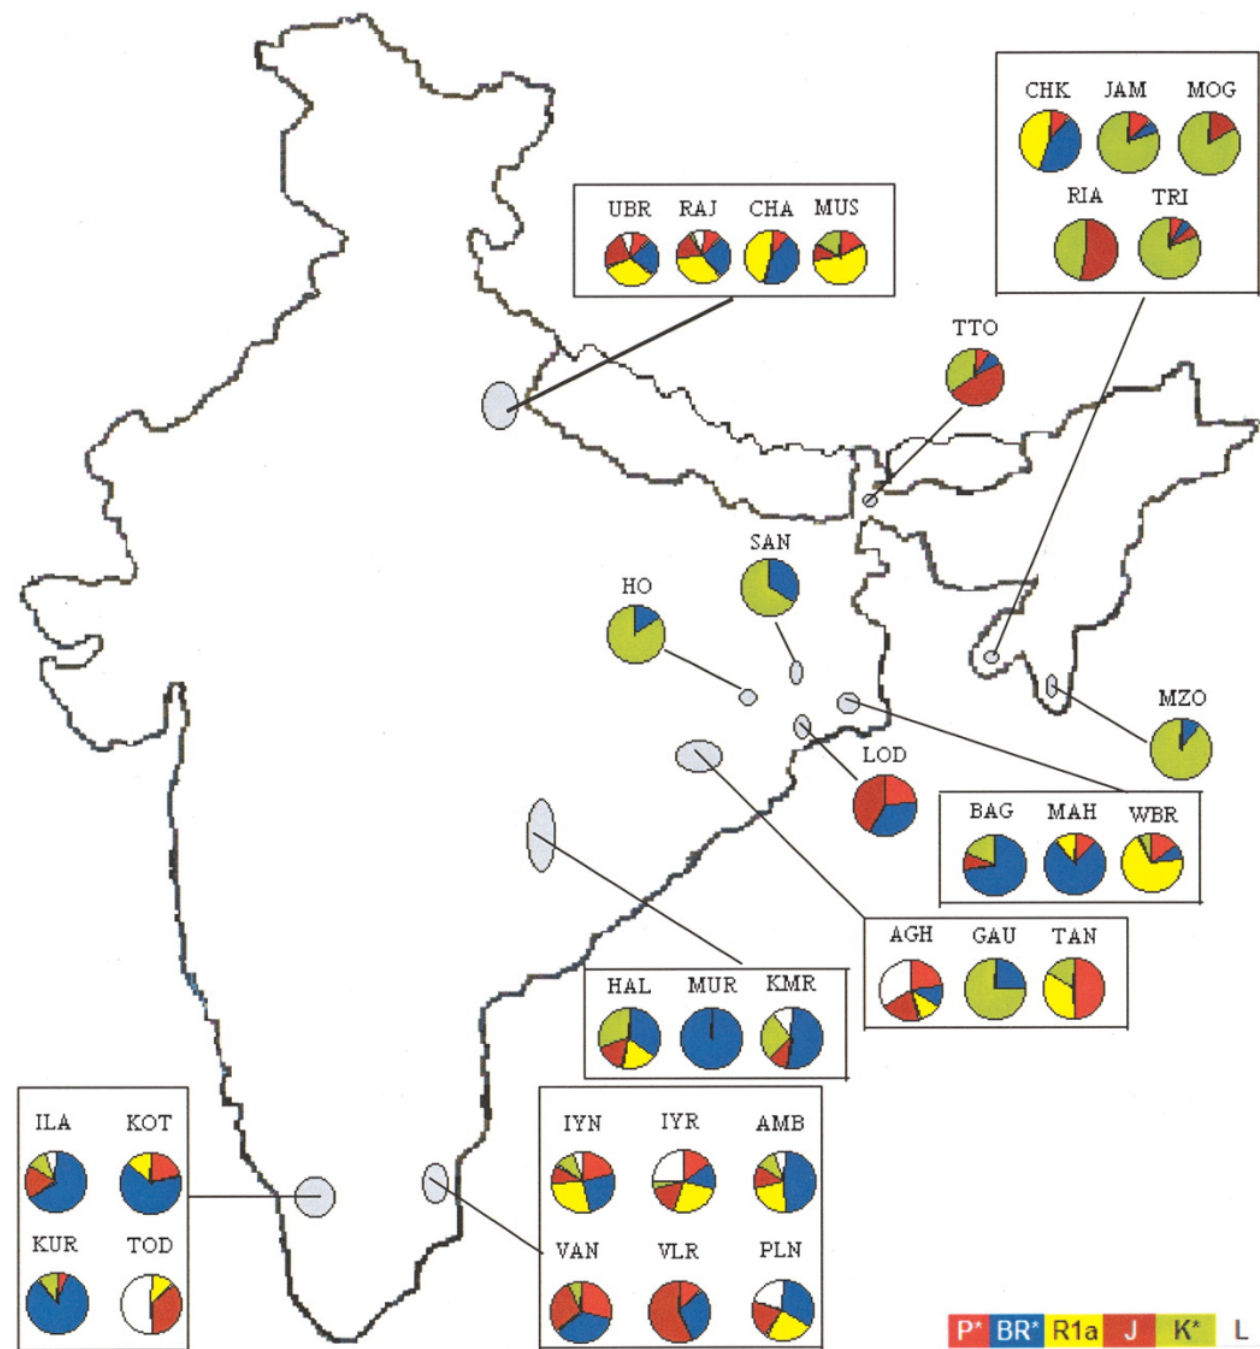 CHK JAM MOG
RIA TRI
UBR RAJ CHA MUS
TTO
SAN
HO
MZO
LOD
BAG MAH WBR
AGH GAU TAN
HAL MUR KMR
ILA KOT
KUR TOD
IYN IYR AMB
VAN VLR PLN
P* BR* R1a J K* L